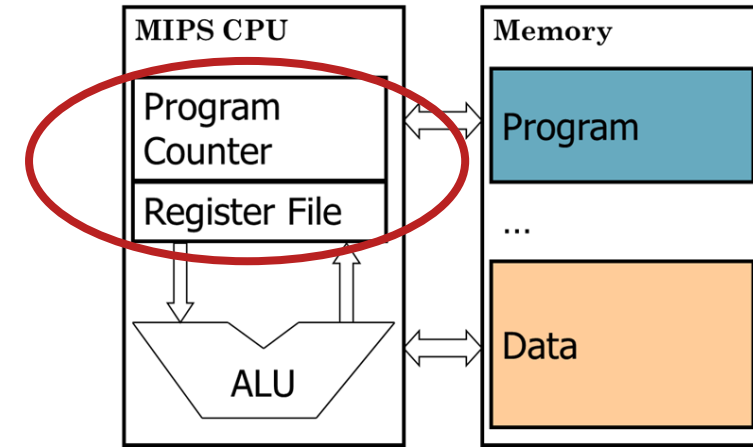 MIPS CPU
Program
Counter
Register File
ALU
Memory
Program
...
Data